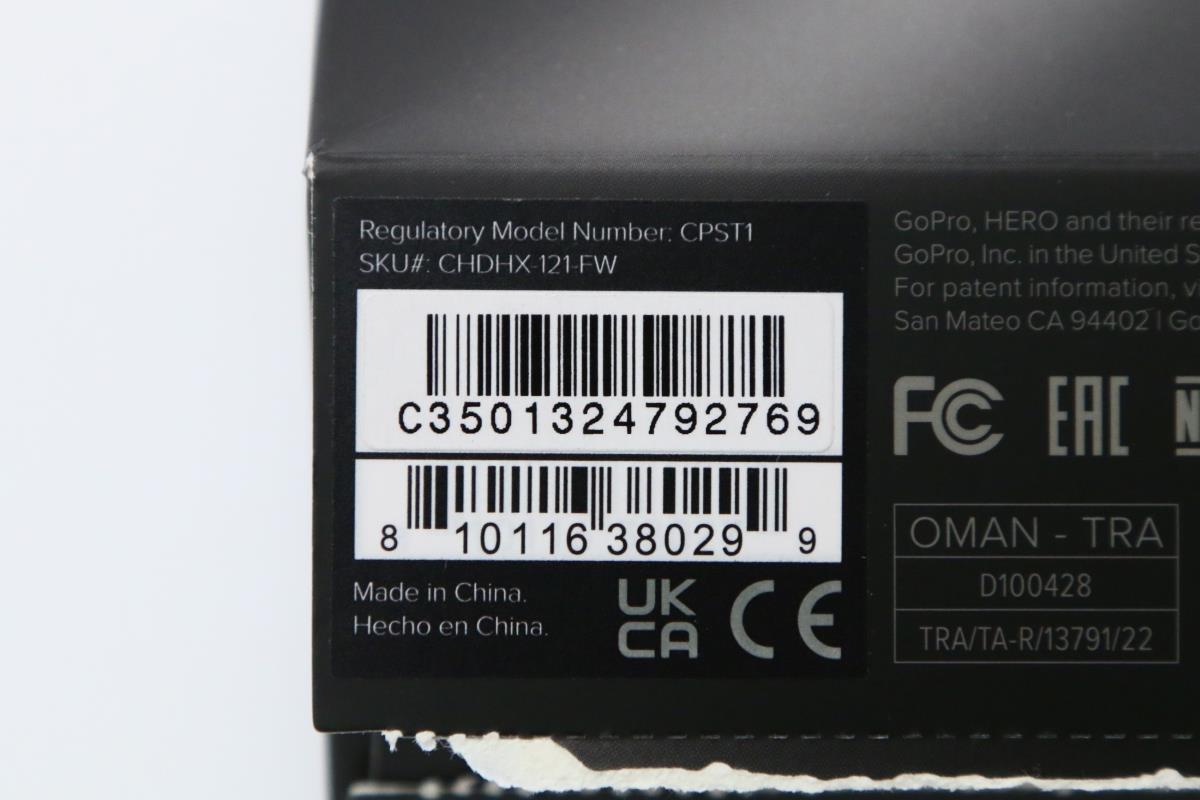 Regulatory Model Number: CPST1
SKU#: CHDHX-121-FW
C3501324792769
8 10116 38029 9
Made in China.
Hecho en China.
UK
CA
CE
GoPro, HERO and their
GoPro, Inc. in the United
For patent information,
San Mateo CA 94402 |
FC
EAC
OMAN - TRA
D100428
TRA/TA-R/13791/22